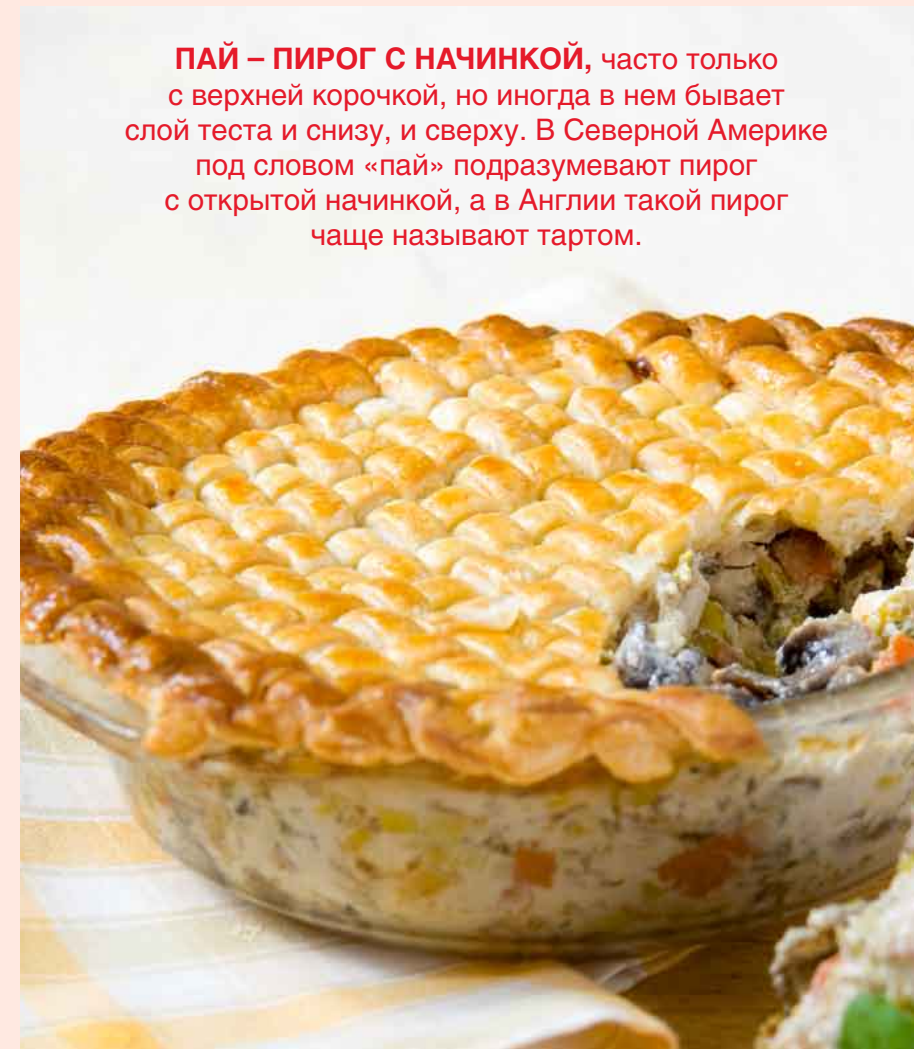 ПАЙ – ПИРОГ С НАЧИНКОЙ, часто только
с верхней корочкой, но иногда в нем бывает
слой теста и снизу, и сверху. В Северной Америке
под словом «пай» подразумевают пирог
с открытой начинкой, а в Англии такой пирог
чаще называют тартом.